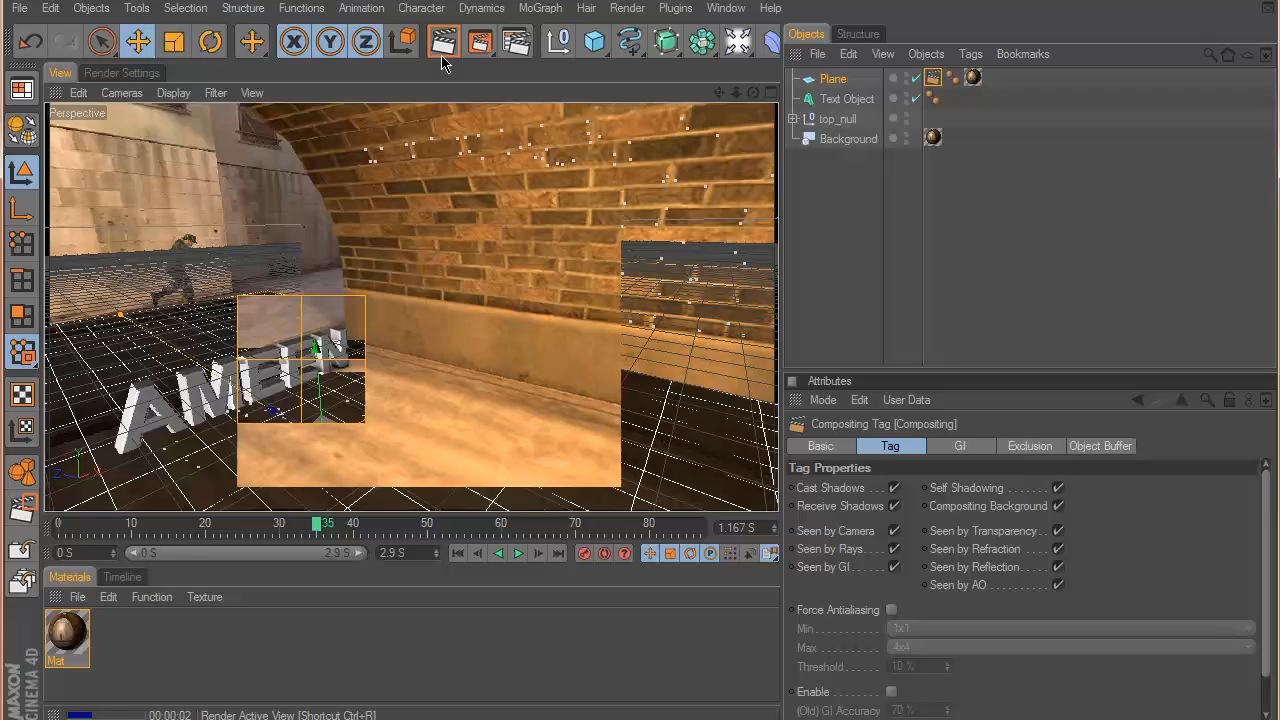 File Edit Objects Tools Selection Structure Functions Animation Character Dynamics MoGraph Hair Render Plugins Window Help
X Y Z
View Render Settings
Edit Cameras Display Filter View
Perspective
AMEEN
Y Z X
0 10 20 30 35 40 50 60 70 80 1.167 S
0 S 0 S 2.9 S 2.9 S
Materials Timeline
File Edit Function Texture
Mat
MAXON
CINEMA 4D
00:00:02 Render Active View [Shortcut Ctrl+R]
Objects Structure
File Edit View Objects Tags Bookmarks
Plane
Text Object
top_null
Background
Attributes
Mode Edit User Data
Compositing Tag [Compositing]
Basic Tag GI Exclusion Object Buffer
Tag Properties
Cast Shadows . . . Self Shadowing . . . . . . .
Receive Shadows Compositing Background
Seen by Camera Seen by Transparency. .
Seen by Rays. . . Seen by Refraction . . . .
Seen by GI . . . . Seen by Reflection. . . .
Seen by AO . . . . . . . . . .
Force Antialiasing
Min . . . . . . . . . . 1x1
Max . . . . . . . . . 4x4
Threshold . . . . . 10 %
Enable . . . . . . .
(Old) GI Accuracy 70 %